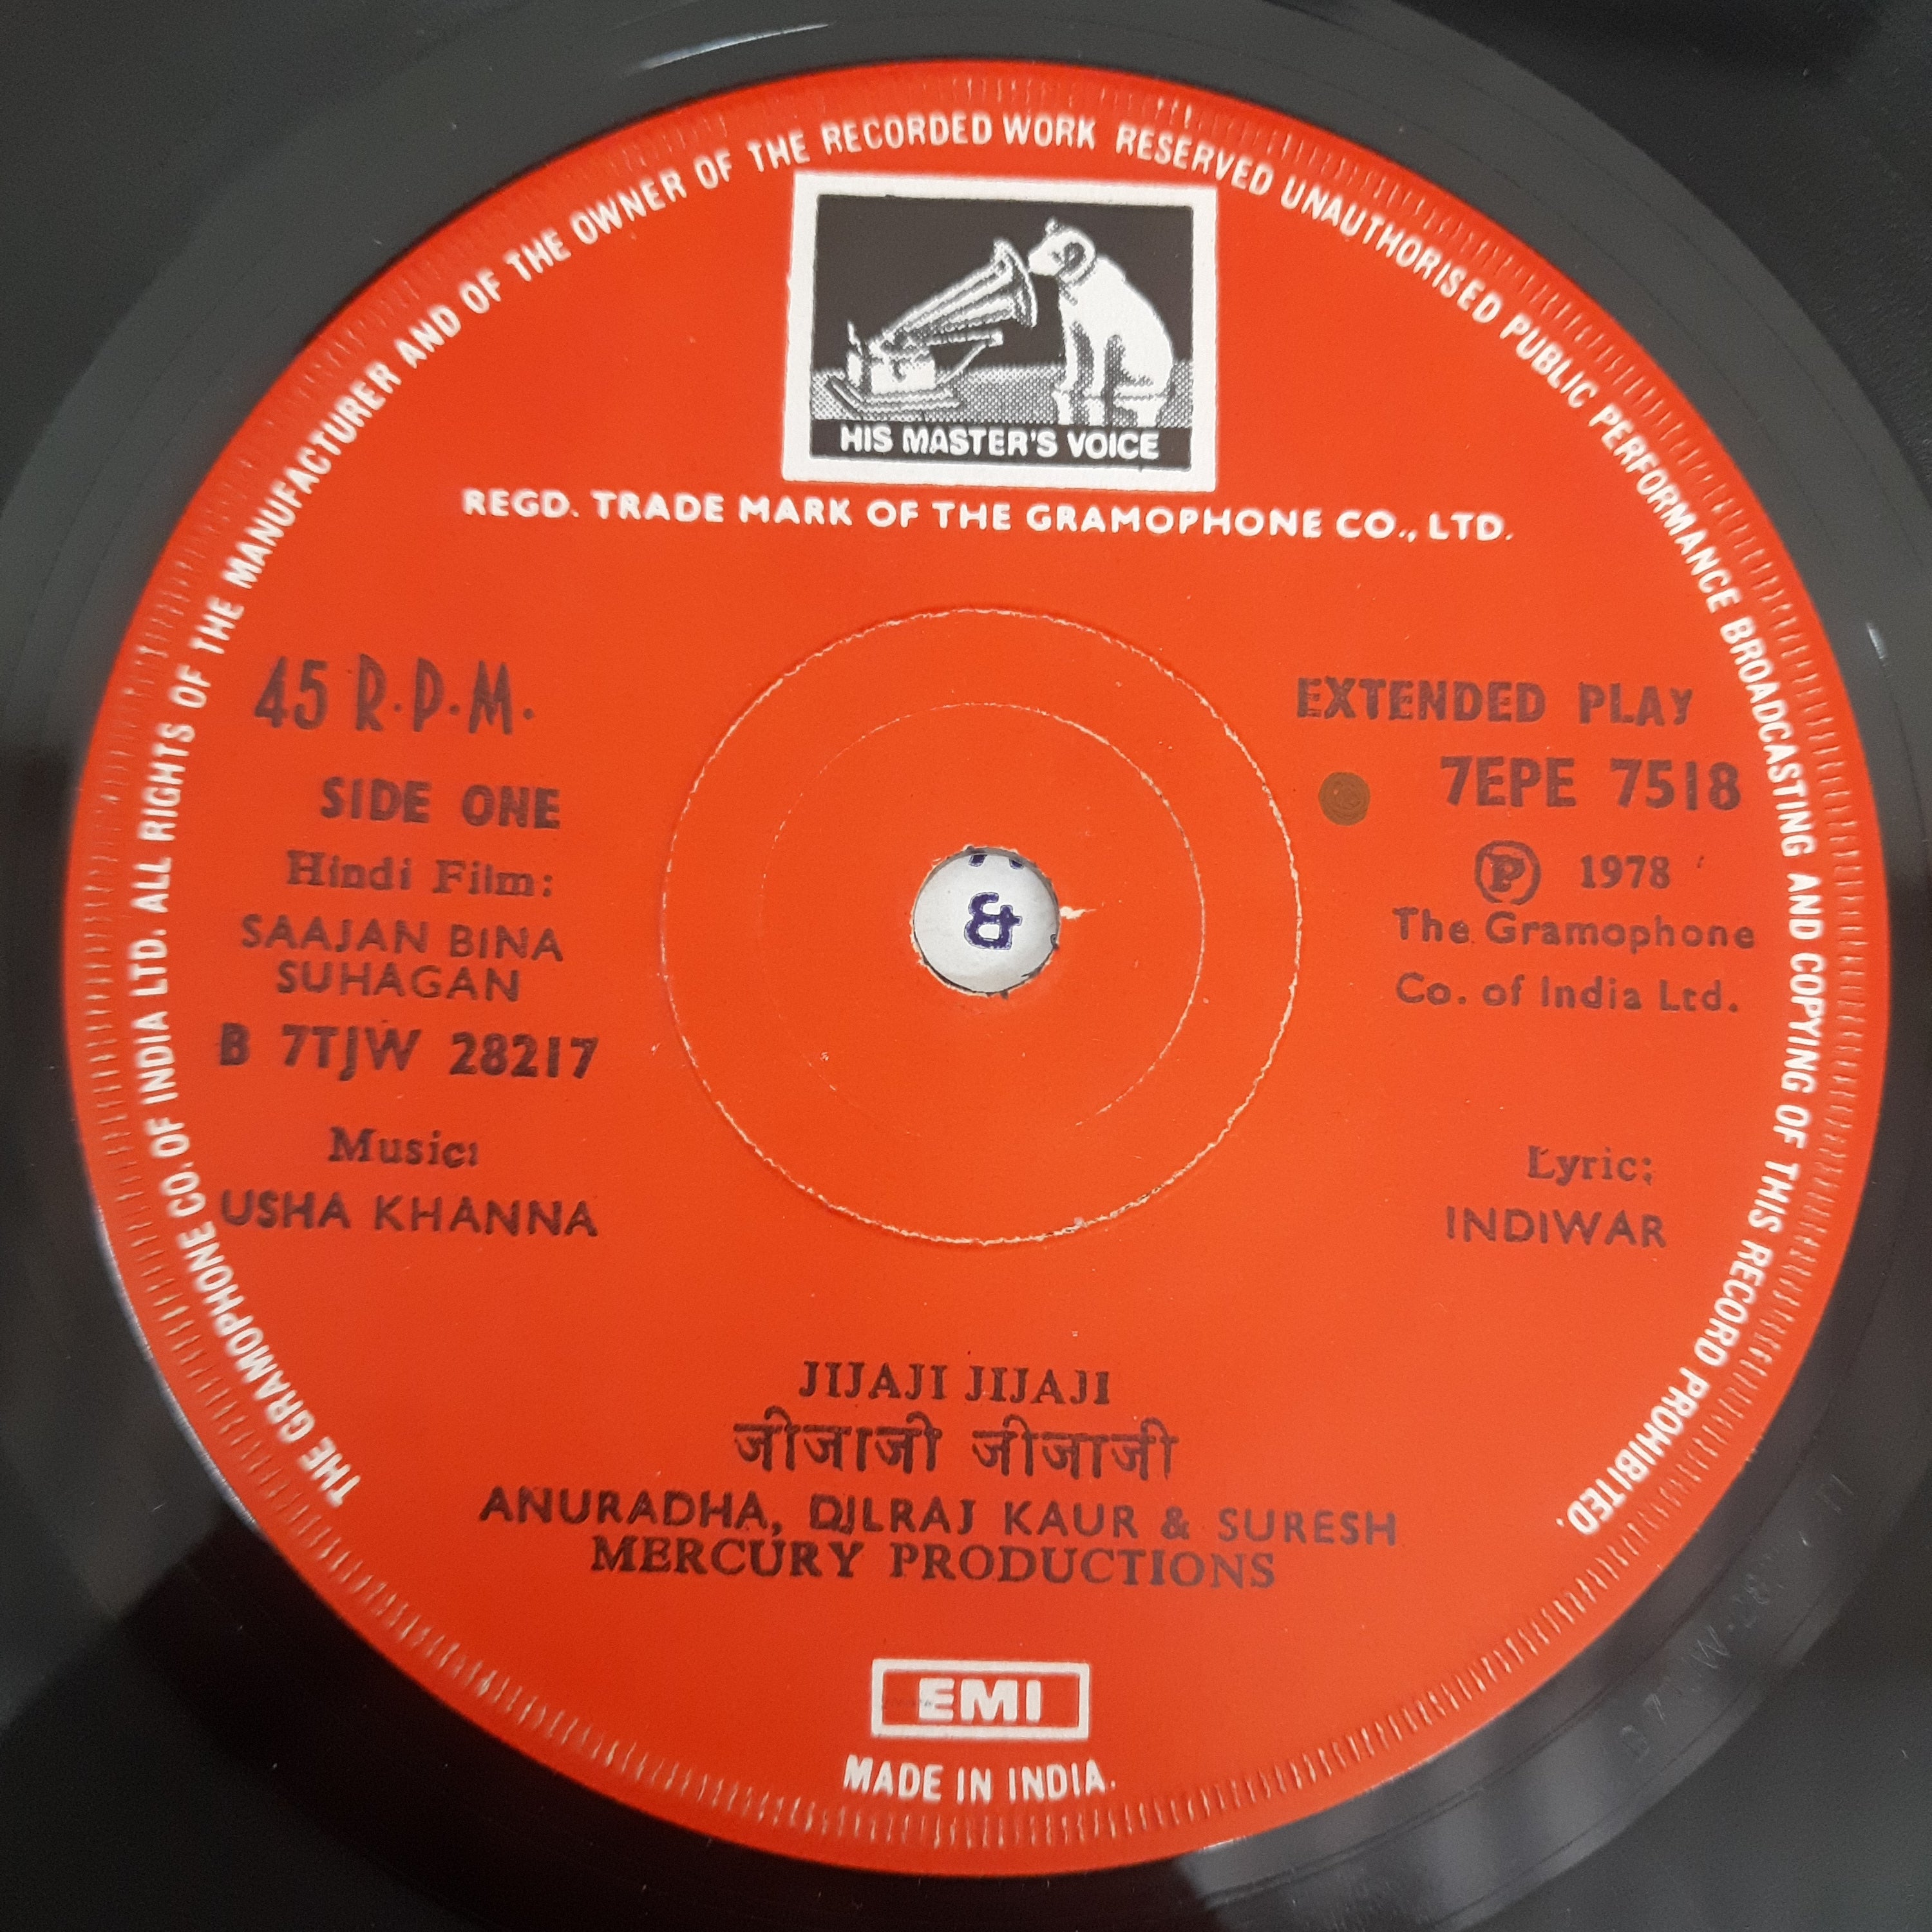 THE GRAMOPHONE CO. OF INDIA LTD. ALL RIGHTS OF THE MANUFACTURER AND OF THE OWNER OF THE RECORDED WORK RESERVED UNAUTHORISED PUBLIC PERFORMANCE BROADCASTING AND COPYING OF THIS RECORD PROHIBITED.
HIS MASTER'S VOICE
REGD. TRADE MARK OF THE GRAMOPHONE CO., LTD.
45 R.P.M.
SIDE ONE
Hindi Film:
SAAJAN BINA
SUHAGAN
B 7TJW 28217
Music:
USHA KHANNA
&
EXTENDED PLAY
7EPE 7518
Ⓟ 1978
The Gramophone
Co. of India Ltd.
Lyric:
INDIWAR
JIJAJI JIJAJI
जीजाजी जीजाजी
ANURADHA, DILRAJ KAUR & SURESH
MERCURY PRODUCTIONS
EMI
MADE IN INDIA.